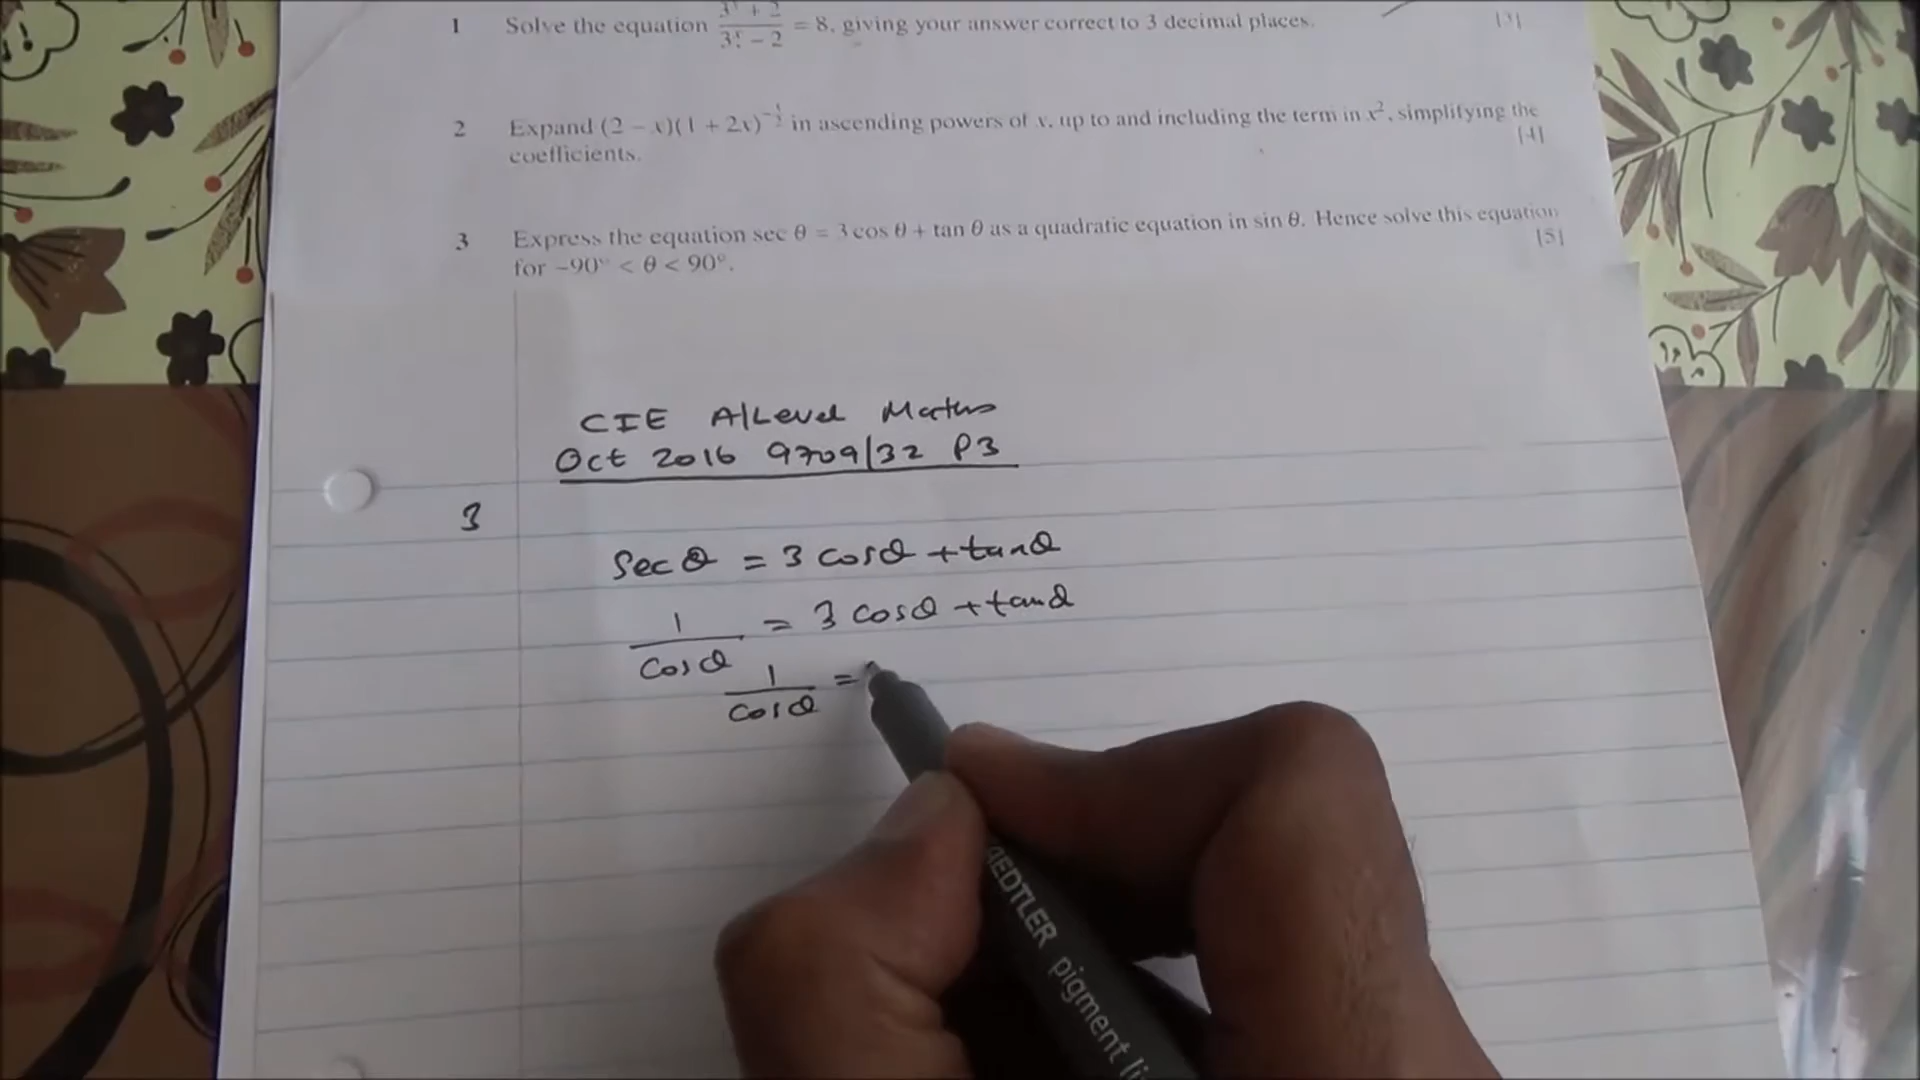 1 Solve the equation (3^x + 2)/(3^x − 2) = 8, giving your answer correct to 3 decimal places. [3]
2 Expand (2 − x)(1 + 2x)^(−3/2) in ascending powers of x, up to and including the term in x², simplifying the
coefficients. [4]
3 Express the equation sec θ = 3 cos θ + tan θ as a quadratic equation in sin θ. Hence solve this equation
for −90° < θ < 90°. [5]
CIE A/Level Maths
Oct 2016 9709/32 P3
3
Sec θ = 3 cos θ + tan θ
1/cos θ = 3 cos θ + tan θ
1/cos θ =
STAEDTLER pigment li